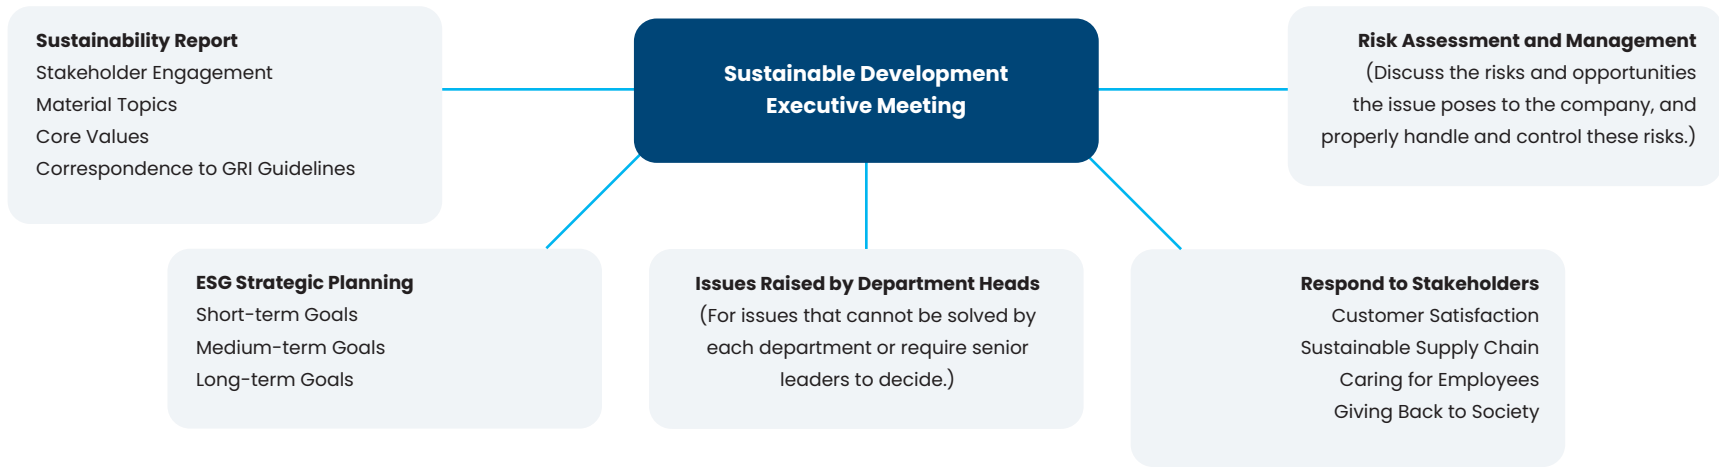 Sustainability Report
Stakeholder Engagement
Material Topics
Core Values
Correspondence to GRI Guidelines
Sustainable Development
Executive Meeting
Risk Assessment and Management
(Discuss the risks and opportunities
the issue poses to the company, and
properly handle and control these risks.)
ESG Strategic Planning
Short-term Goals
Medium-term Goals
Long-term Goals
Issues Raised by Department Heads
(For issues that cannot be solved by
each department or require senior
leaders to decide.)
Respond to Stakeholders
Customer Satisfaction
Sustainable Supply Chain
Caring for Employees
Giving Back to Society